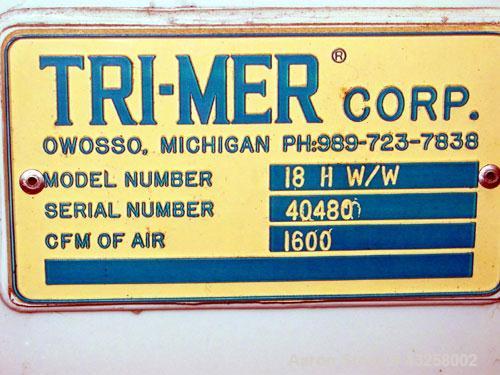 TRI-MER® CORP.
OWOSSO, MICHIGAN PH:989-723-7838
MODEL NUMBER 18 H W/W
SERIAL NUMBER 40480
CFM OF AIR 1600